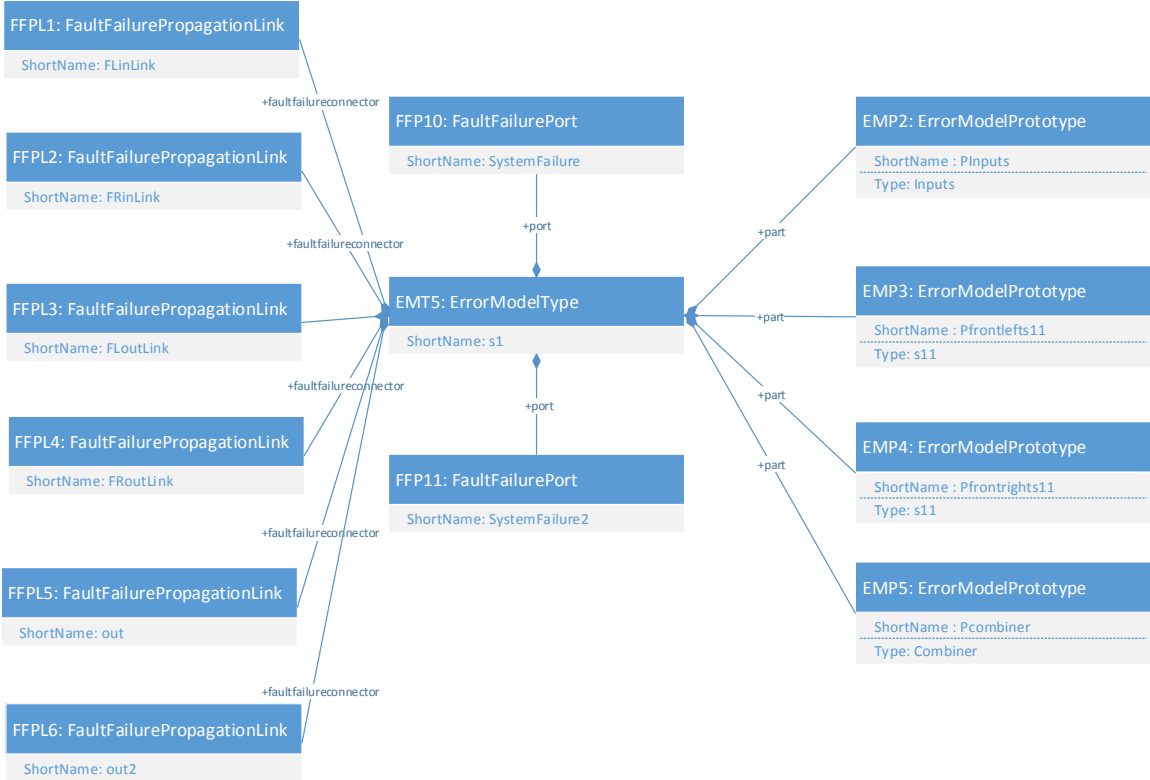 FFPL1: FaultFailurePropagationLink
ShortName: FLinLink
+faultfailureconnector
FFPL2: FaultFailurePropagationLink
ShortName: FRinLink
+faultfailureconnector
FFPL3: FaultFailurePropagationLink
ShortName: FLoutLink
+faultfailureconnector
FFPL4: FaultFailurePropagationLink
ShortName: FRoutLink
+faultfailureconnector
FFPL5: FaultFailurePropagationLink
ShortName: out
+faultfailureconnector
FFPL6: FaultFailurePropagationLink
ShortName: out2
FFP10: FaultFailurePort
ShortName: SystemFailure
+port
EMT5: ErrorModelType
ShortName: s1
+port
FFP11: FaultFailurePort
ShortName: SystemFailure2
EMP2: ErrorModelPrototype
ShortName : PInputs
Type: Inputs
+part
EMP3: ErrorModelPrototype
ShortName : Pfrontlefts11
Type: s11
+part
+part
EMP4: ErrorModelPrototype
ShortName : Pfrontrights11
Type: s11
+part
EMP5: ErrorModelPrototype
ShortName : Pcombiner
Type: Combiner